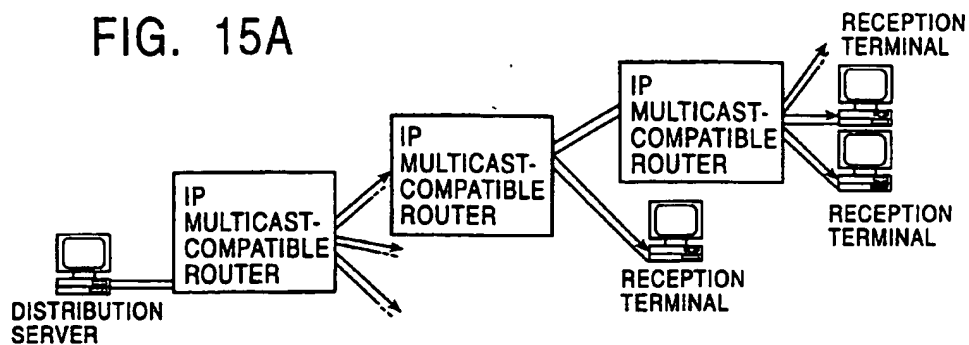 FIG. 15A
RECEPTION
TERMINAL
IP
MULTICAST-
COMPATIBLE
ROUTER
IP
MULTICAST-
COMPATIBLE
ROUTER
IP
MULTICAST-
COMPATIBLE
ROUTER
RECEPTION
TERMINAL
RECEPTION
TERMINAL
DISTRIBUTION
SERVER